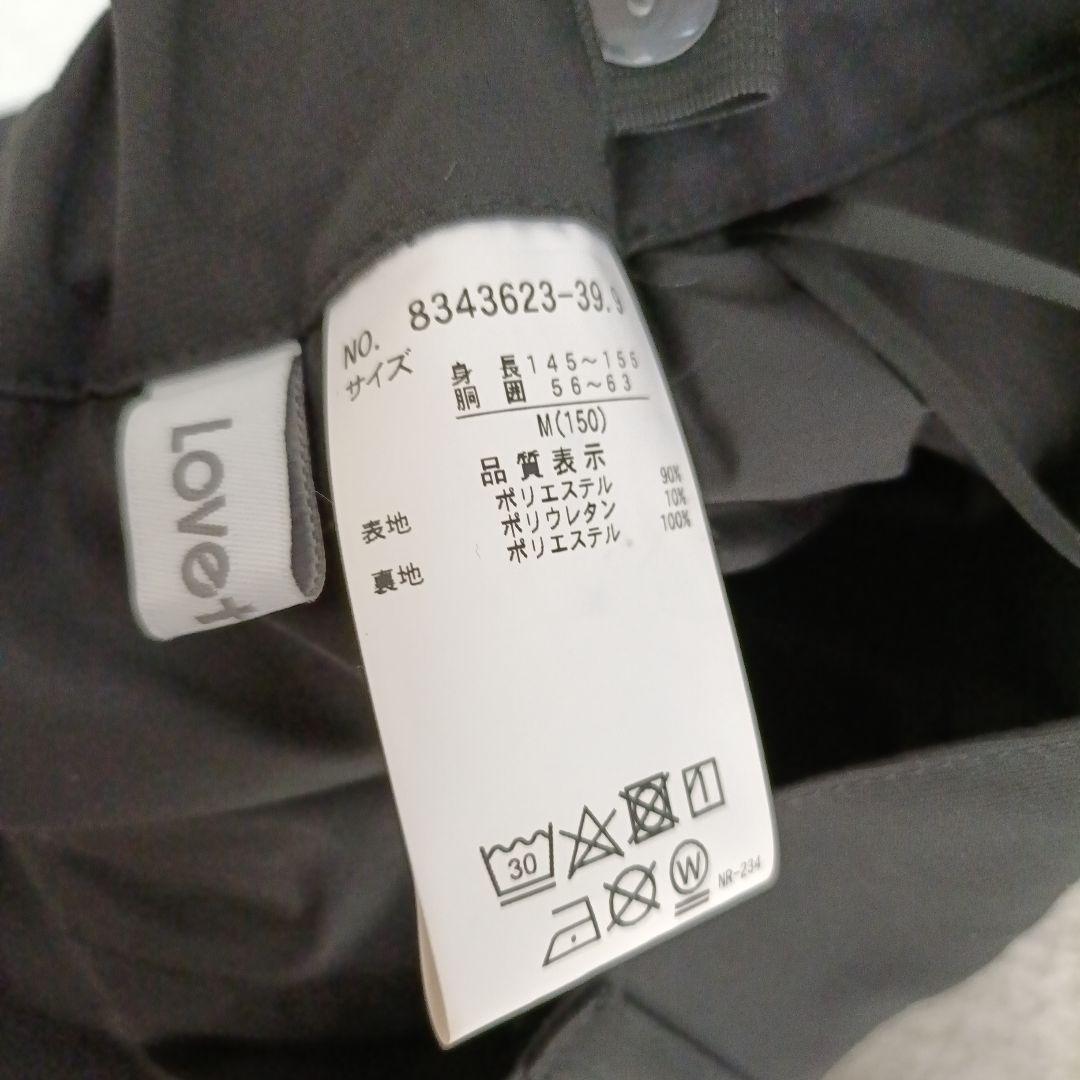 NO. 8343623-39.9
サイズ
身 長 145~155
胴 囲 56~63
M(150)
品質表示
表地 ポリエステル 90%
ポリウレタン 10%
裏地 ポリエステル 100%
30
W
NR-234
Lovet